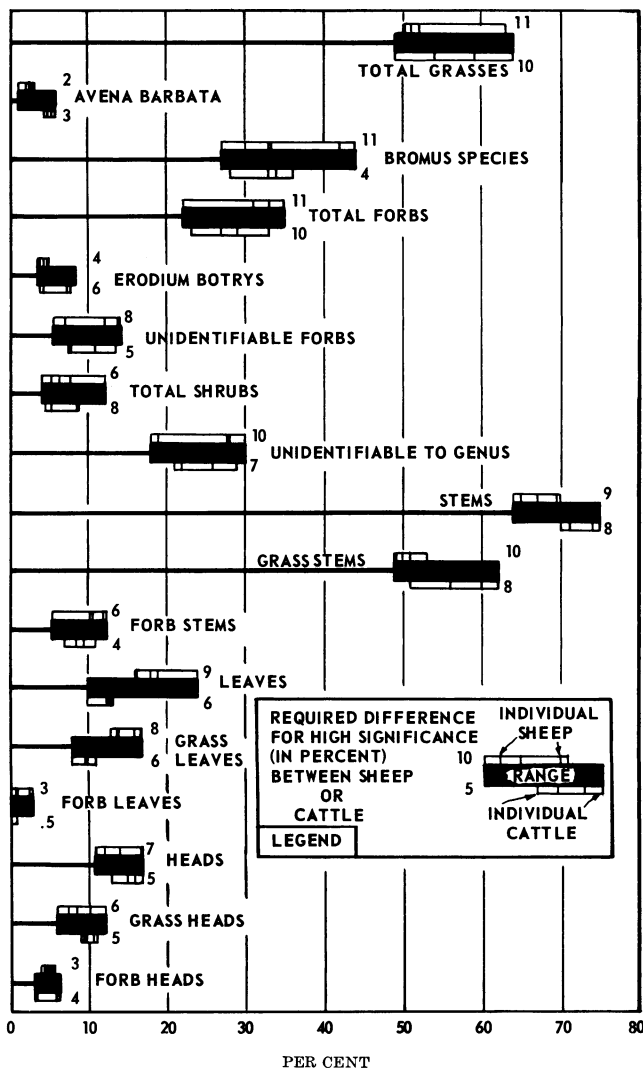 11
TOTAL GRASSES 10
2
AVENA BARBATA
3
11
BROMUS SPECIES
4
11
TOTAL FORBS
10
4
ERODIUM BOTRYS
6
8
UNIDENTIFIABLE FORBS
5
6
TOTAL SHRUBS
8
10
UNIDENTIFIABLE TO GENUS
7
9
STEMS
8
10
GRASS STEMS
8
6
FORB STEMS
4
9
LEAVES
6
8
GRASS
LEAVES
6
3
FORB LEAVES
.5
7
HEADS
5
6
GRASS HEADS
5
3
FORB HEADS
4
REQUIRED DIFFERENCE
FOR HIGH SIGNIFICANCE
(IN PERCENT)
BETWEEN SHEEP
OR
CATTLE
LEGEND
INDIVIDUAL
SHEEP
10
RANGE
5
INDIVIDUAL
CATTLE
0 10 20 30 40 50 60 70 80
PER CENT